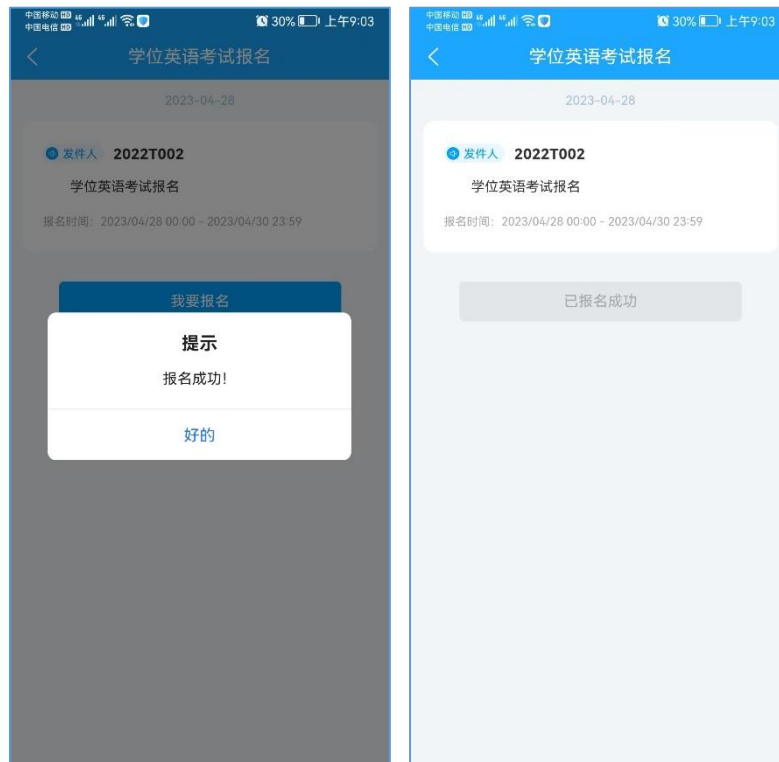 中国移动 HD 46 46 30% 上午9:03
中国电信 HD
学位英语考试报名
2023-04-28
发件人 2022T002
学位英语考试报名
报名时间: 2023/04/28 00:00 - 2023/04/30 23:59
我要报名
提示
报名成功!
好的
中国移动 HD 46 46 30% 上午9:03
中国电信 HD
学位英语考试报名
2023-04-28
发件人 2022T002
学位英语考试报名
报名时间: 2023/04/28 00:00 - 2023/04/30 23:59
已报名成功